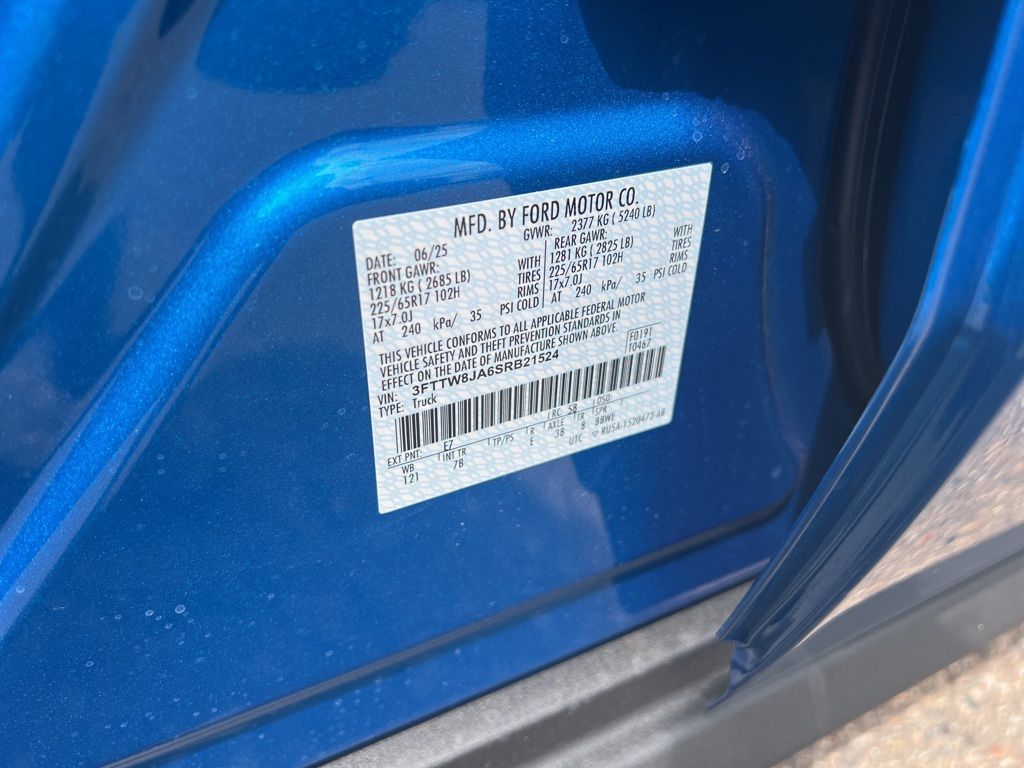 MFD. BY FORD MOTOR CO.
DATE: 06/25 GVWR: 2377 KG ( 5240 LB)
FRONT GAWR: WITH REAR GAWR: WITH
1218 KG ( 2685 LB) TIRES 1281 KG ( 2825 LB) TIRES
225/65R17 102H RIMS 225/65R17 102H RIMS
17x7.0J 17x7.0J
AT 240 kPa/ 35 PSI COLD AT 240 kPa/ 35 PSI COLD
THIS VEHICLE CONFORMS TO ALL APPLICABLE FEDERAL MOTOR
VEHICLE SAFETY AND THEFT PREVENTION STANDARDS IN
EFFECT ON THE DATE OF MANUFACTURE SHOWN ABOVE.
VIN: 3FTTW8JA6SRB21524 F0191
TYPE: Truck T0467
EXT PNT: E7 RC: 58 DSO:
WB INT TR TP/PS R AXLE TR SPR
121 7B E 38 8 BBWE
UTC RU5A-1520472-AB